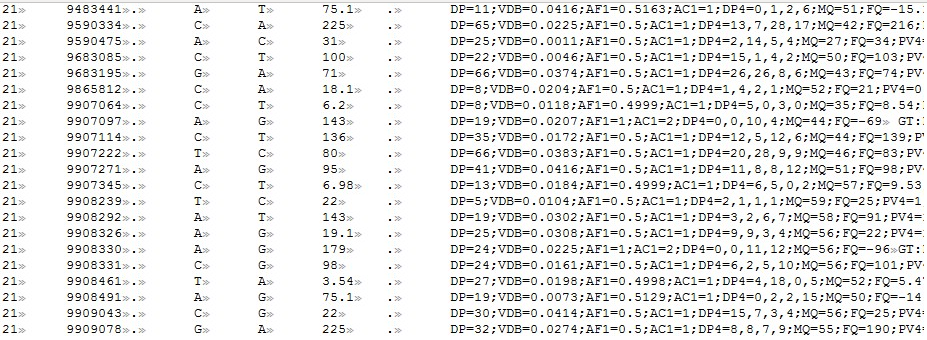 21» 9483441».» A» T» 75.1» .» DP=11;VDB=0.0416;AF1=0.5163;AC1=1;DP4=0,1,2,6;MQ=51;FQ=-15.
21» 9590334».» C» A» 225» .» DP=65;VDB=0.0225;AF1=0.5;AC1=1;DP4=13,7,28,17;MQ=42;FQ=216;
21» 9590475».» A» C» 31» .» DP=25;VDB=0.0011;AF1=0.5;AC1=1;DP4=2,14,5,4;MQ=27;FQ=34;PV4=
21» 9683085».» C» T» 100» .» DP=22;VDB=0.0046;AF1=0.5;AC1=1;DP4=15,1,4,2;MQ=50;FQ=103;PV
21» 9683195».» G» A» 71» .» DP=66;VDB=0.0374;AF1=0.5;AC1=1;DP4=26,26,8,6;MQ=43;FQ=74;PV4
21» 9865812».» C» T» 18.1» .» DP=8;VDB=0.0204;AF1=0.5;AC1=1;DP4=1,4,2,1;MQ=52;FQ=21;PV4=0
21» 9907064».» C» T» 6.2» .» DP=8;VDB=0.0118;AF1=0.4999;AC1=1;DP4=5,0,3,0;MQ=35;FQ=8.54;
21» 9907097».» A» G» 143» .» DP=19;VDB=0.0207;AF1=1;AC1=2;DP4=0,0,10,4;MQ=44;FQ=-69» GT:
21» 9907114».» C» T» 136» .» DP=35;VDB=0.0172;AF1=0.5;AC1=1;DP4=12,5,12,6;MQ=44;FQ=139;P
21» 9907222».» T» C» 80» .» DP=66;VDB=0.0383;AF1=0.5;AC1=1;DP4=20,28,9,9;MQ=46;FQ=83;PV
21» 9907271».» A» G» 95» .» DP=41;VDB=0.0416;AF1=0.5;AC1=1;DP4=11,8,8,12;MQ=51;FQ=98;PV4
21» 9907345».» C» T» 6.98» .» DP=13;VDB=0.0184;AF1=0.4999;AC1=1;DP4=6,5,0,2;MQ=57;FQ=9.53
21» 9908239».» T» C» 22» .» DP=5;VDB=0.0104;AF1=0.5;AC1=1;DP4=2,1,1,1;MQ=59;FQ=25;PV4=1
21» 9908292».» A» T» 143» .» DP=19;VDB=0.0302;AF1=0.5;AC1=1;DP4=3,2,6,7;MQ=58;FQ=91;PV4=
21» 9908326».» A» G» 19.1» .» DP=25;VDB=0.0308;AF1=0.5;AC1=1;DP4=9,9,3,4;MQ=56;FQ=22;PV4=
21» 9908330».» A» G» 179» .» DP=24;VDB=0.0225;AF1=1;AC1=2;DP4=0,0,11,12;MQ=56;FQ=-96»GT:
21» 9908331».» C» G» 98» .» DP=24;VDB=0.0161;AF1=0.5;AC1=1;DP4=6,2,5,10;MQ=56;FQ=101;PV
21» 9908461».» T» A» 3.54» .» DP=27;VDB=0.0198;AF1=0.4998;AC1=1;DP4=4,18,0,5;MQ=52;FQ=5.4
21» 9908491».» A» G» 75.1» .» DP=19;VDB=0.0073;AF1=0.5129;AC1=1;DP4=0,2,2,15;MQ=50;FQ=-14
21» 9909043».» C» G» 22» .» DP=30;VDB=0.0414;AF1=0.5;AC1=1;DP4=15,7,3,4;MQ=56;FQ=25;PV4=
21» 9909078».» G» A» 225» .» DP=32;VDB=0.0274;AF1=0.5;AC1=1;DP4=8,8,7,9;MQ=55;FQ=190;PV4